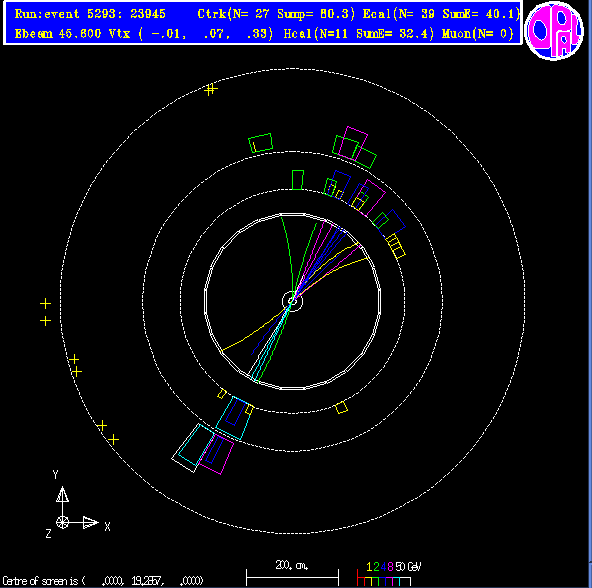 Run:event 5293: 23945 Ctrk(N= 27 Sump= 80.3) Ecal(N= 39 SumE= 40.1)
Ebeam 45.600 Vtx ( -.01, .07, .33) Hcal(N=11 SumE= 32.4) Muon(N= 0)
OPAL
Y
X
Z
200. cm.
1 2 4 8 50 GeV
Centre of screen is ( .0000, 19.2857, .0000)